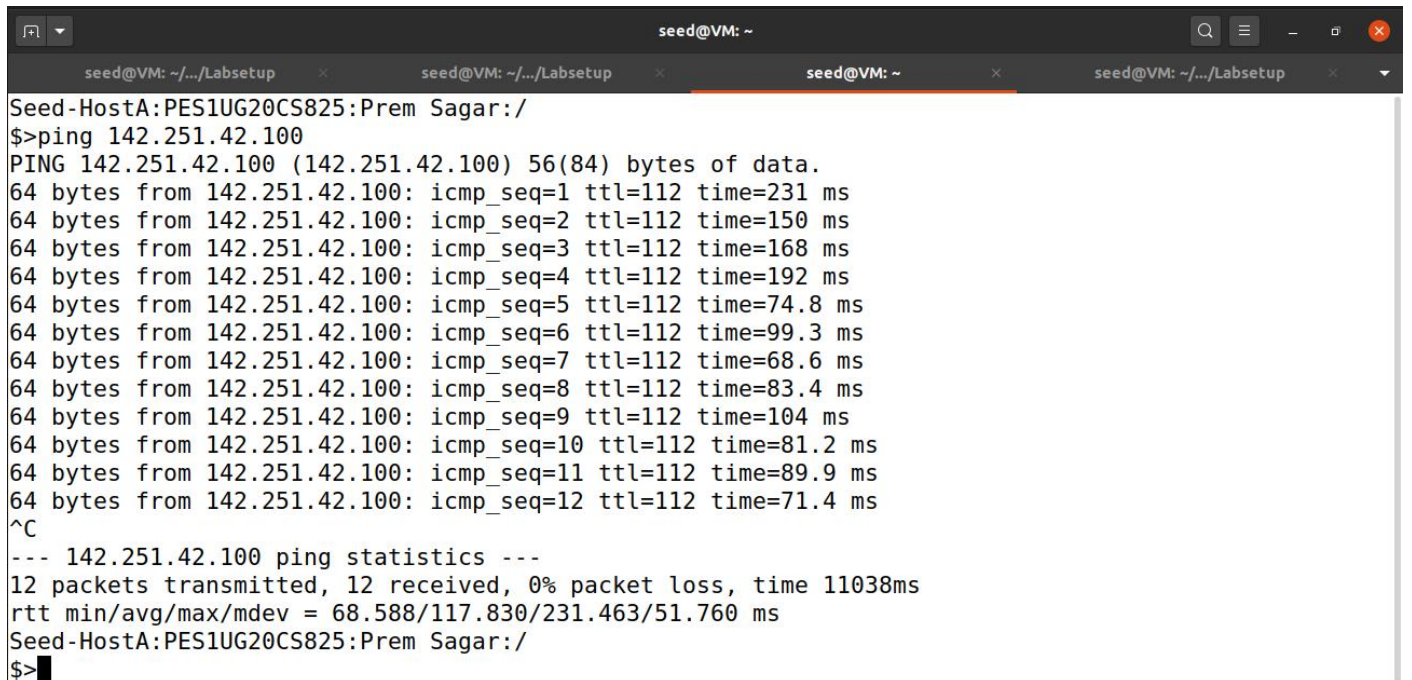 seed@VM: ~
seed@VM: ~/.../Labsetup × seed@VM: ~/.../Labsetup × seed@VM: ~ × seed@VM: ~/.../Labsetup ×
Seed-HostA:PES1UG20CS825:Prem Sagar:/
$>ping 142.251.42.100
PING 142.251.42.100 (142.251.42.100) 56(84) bytes of data.
64 bytes from 142.251.42.100: icmp_seq=1 ttl=112 time=231 ms
64 bytes from 142.251.42.100: icmp_seq=2 ttl=112 time=150 ms
64 bytes from 142.251.42.100: icmp_seq=3 ttl=112 time=168 ms
64 bytes from 142.251.42.100: icmp_seq=4 ttl=112 time=192 ms
64 bytes from 142.251.42.100: icmp_seq=5 ttl=112 time=74.8 ms
64 bytes from 142.251.42.100: icmp_seq=6 ttl=112 time=99.3 ms
64 bytes from 142.251.42.100: icmp_seq=7 ttl=112 time=68.6 ms
64 bytes from 142.251.42.100: icmp_seq=8 ttl=112 time=83.4 ms
64 bytes from 142.251.42.100: icmp_seq=9 ttl=112 time=104 ms
64 bytes from 142.251.42.100: icmp_seq=10 ttl=112 time=81.2 ms
64 bytes from 142.251.42.100: icmp_seq=11 ttl=112 time=89.9 ms
64 bytes from 142.251.42.100: icmp_seq=12 ttl=112 time=71.4 ms
^C
--- 142.251.42.100 ping statistics ---
12 packets transmitted, 12 received, 0% packet loss, time 11038ms
rtt min/avg/max/mdev = 68.588/117.830/231.463/51.760 ms
Seed-HostA:PES1UG20CS825:Prem Sagar:/
$>